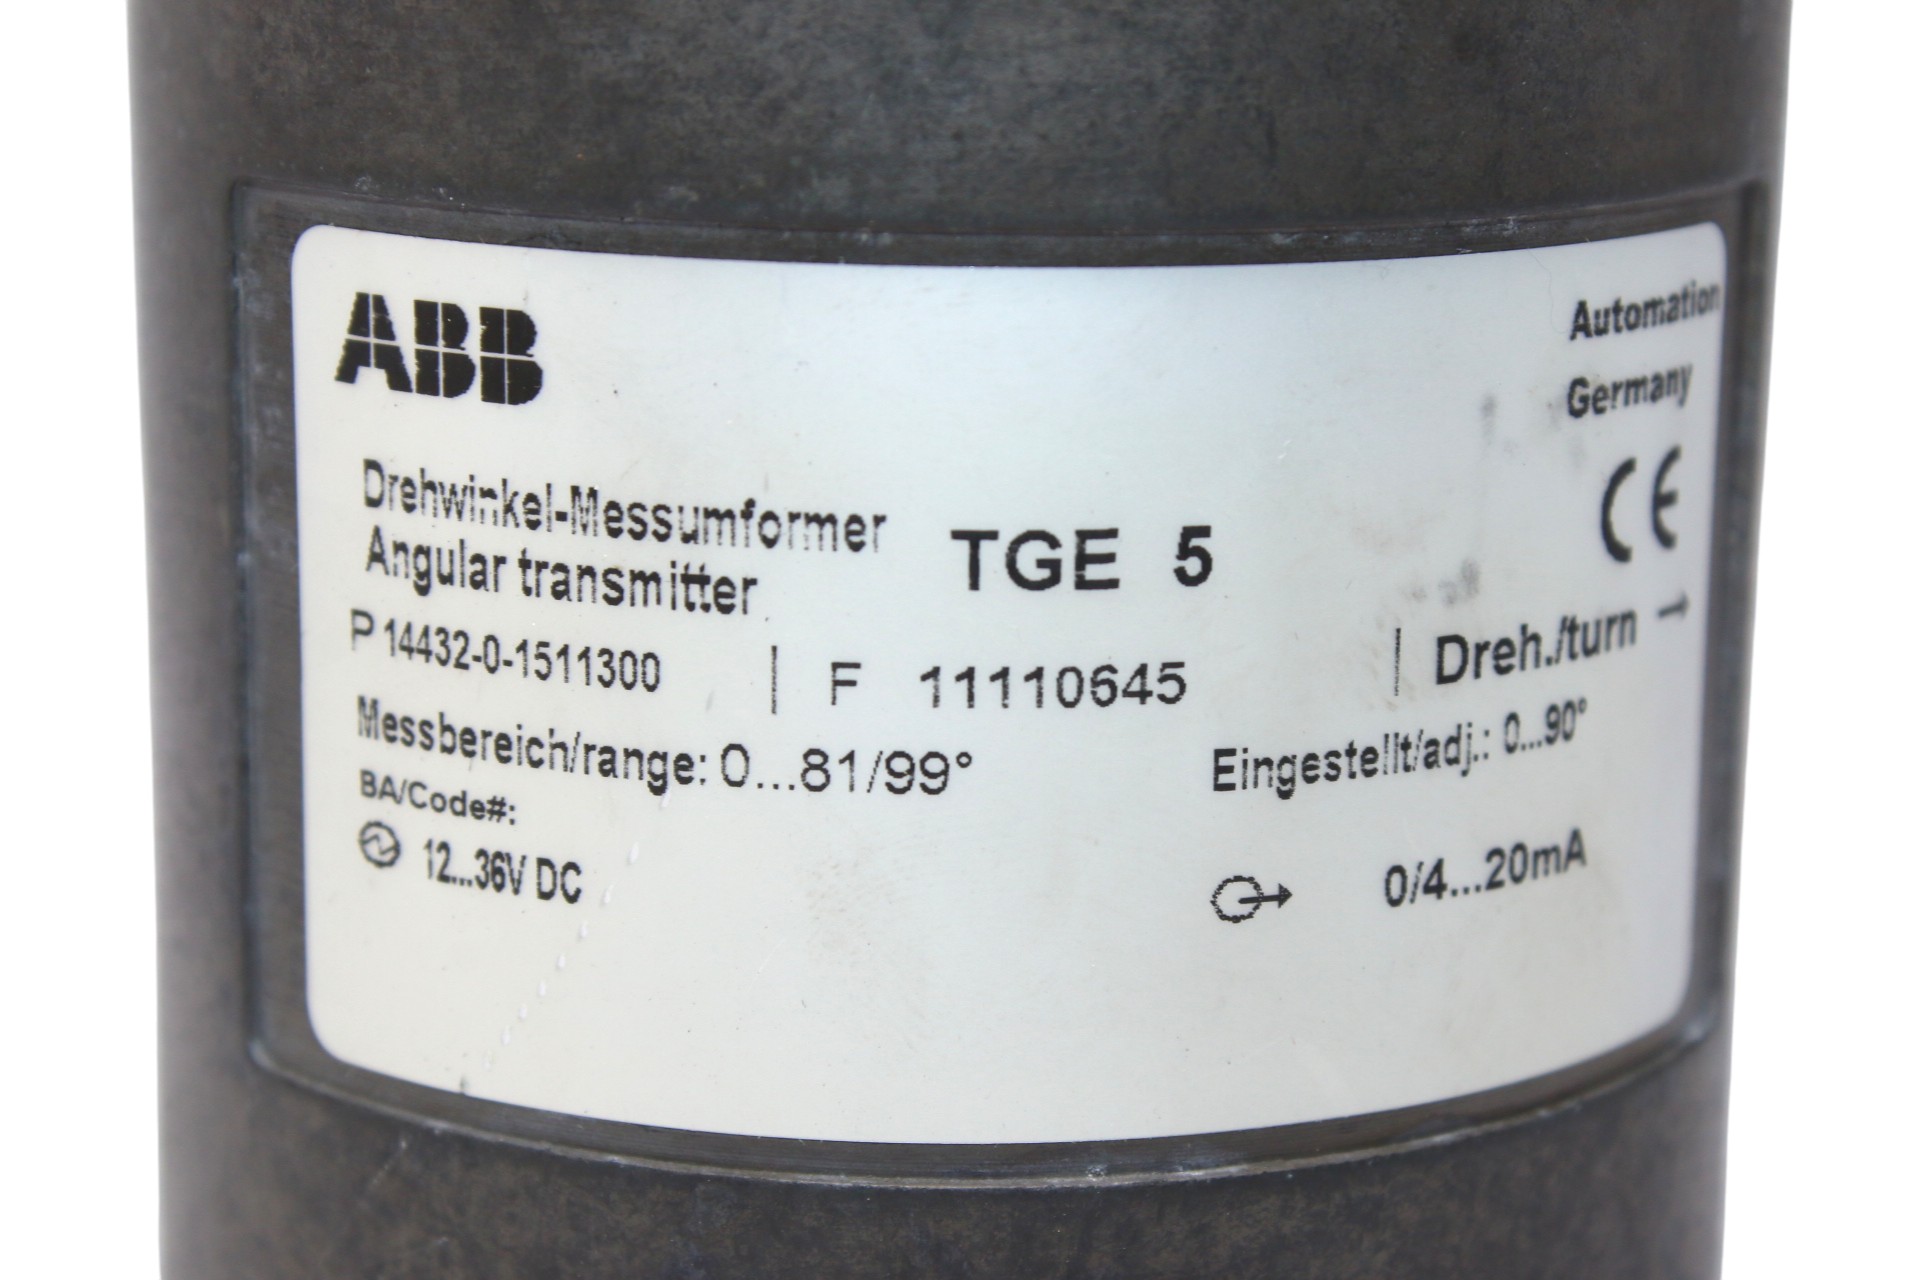 ABB
Automation
Germany
CE
Drehwinkel-Messumformer
Angular transmitter
TGE 5
P 14432-0-1511300 | F 11110645 | Dreh./turn →
Messbereich/range: 0...81/99° Eingestellt/adj.: 0...90°
BA/Code#:
12...36V DC 0/4...20mA